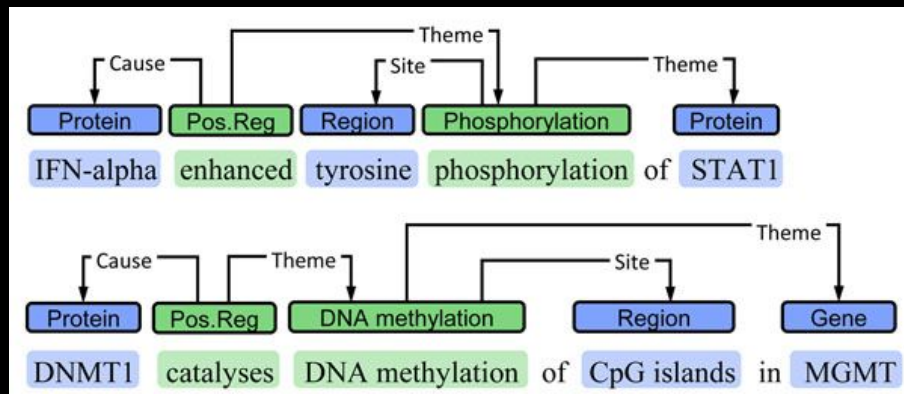 Theme
Cause Site Theme
Protein Pos.Reg Region Phosphorylation Protein
IFN-alpha enhanced tyrosine phosphorylation of STAT1
Theme
Cause Theme Site
Protein Pos.Reg DNA methylation Region Gene
DNMT1 catalyses DNA methylation of CpG islands in MGMT